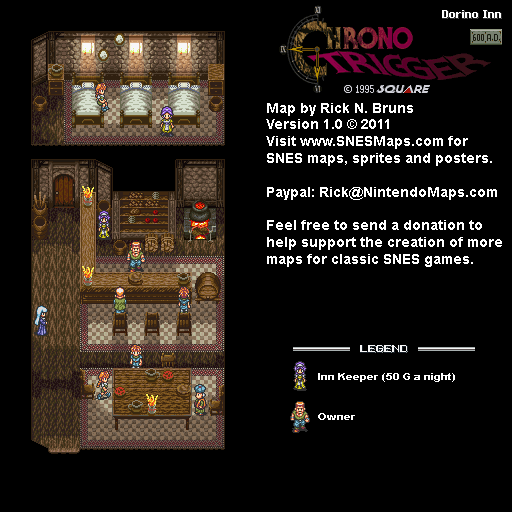 Dorino Inn
600 A.D.
CHRONO
TRIGGER
© 1995 SQUARE
Map by Rick N. Bruns
Version 1.0 © 2011
Visit www.SNESMaps.com for
SNES maps, sprites and posters.
Paypal: Rick@NintendoMaps.com
Feel free to send a donation to
help support the creation of more
maps for classic SNES games.
LEGEND
Inn Keeper (50 G a night)
Owner